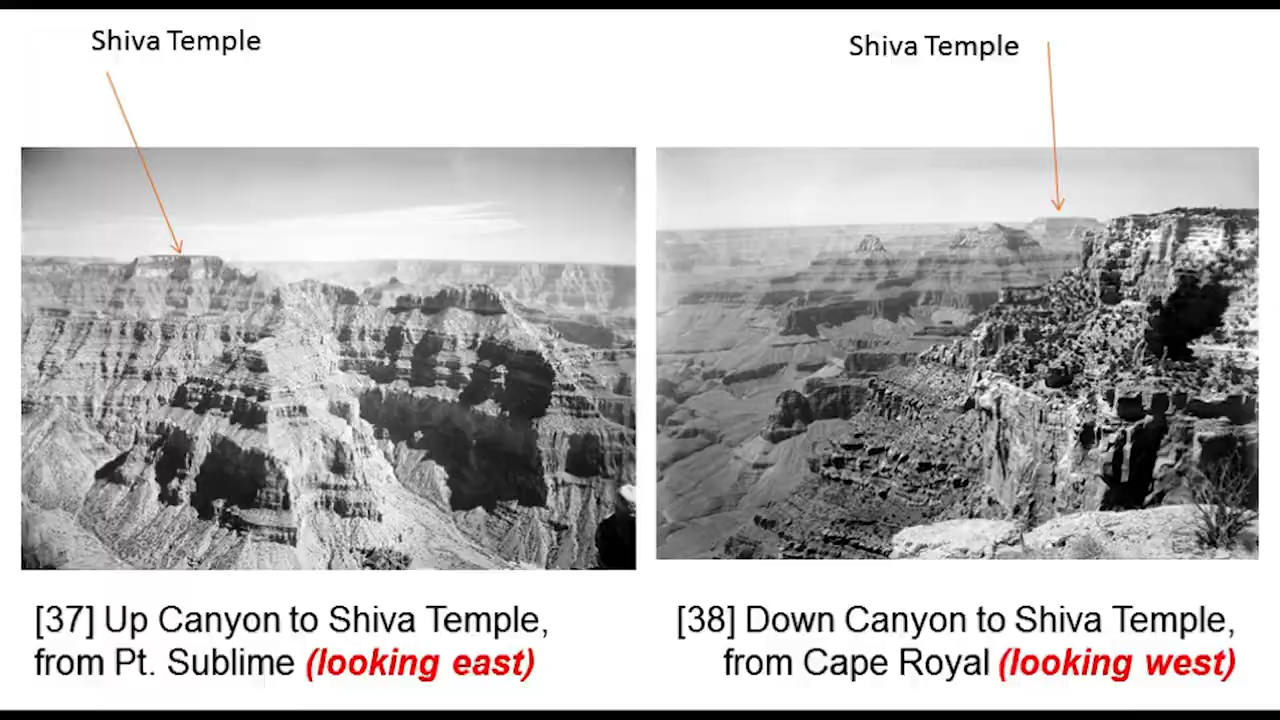 Shiva Temple
Shiva Temple
[37] Up Canyon to Shiva Temple,
from Pt. Sublime (looking east)
[38] Down Canyon to Shiva Temple,
from Cape Royal (looking west)